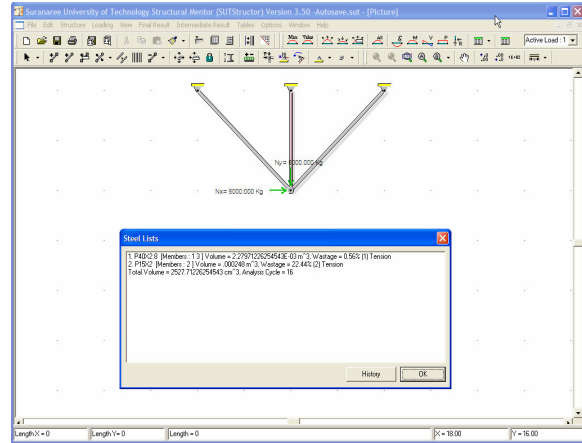 Suranaree University of Technology Structural Mentor (SUTStructor) Version 3.50 -Autosave.sut - [Picture]
File Edit Structure Loading View Final Result Intermediate Result Tables Options Window Help
Active Load : 1
Ny= 5000.000 kg
Nx= 5000.000 Kg
Steel Lists
1. P40X2.8 [Members : 1 3 ] Volume = 2.27971226254543E-03 m^3, Wastage = 0.56% (1) Tension
2. P15X2 [Members : 2 ] Volume = .000248 m^3, Wastage = 22.44% (2) Tension
Total Volume = 2527.71226254543 cm^3, Analysis Cycle = 16
History OK
Length X = 0 Length Y= 0 Length = 0 X = 18.00 Y = 16.00